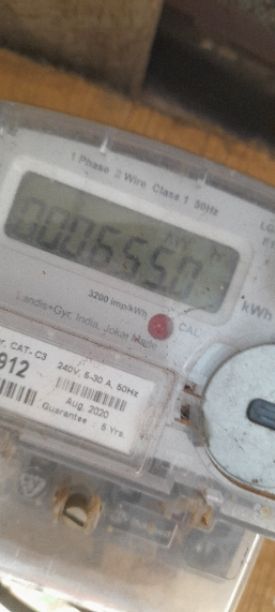 1 Phase 2 Wire Class 1 50Hz
000655.0
kWh
3200 imp/kWh
Landis+Gyr, India, Joka
CAL
CAT- C3
912
240V, 5-30 A, 50Hz
Aug. 2020
Guarantee : 5 Yrs.